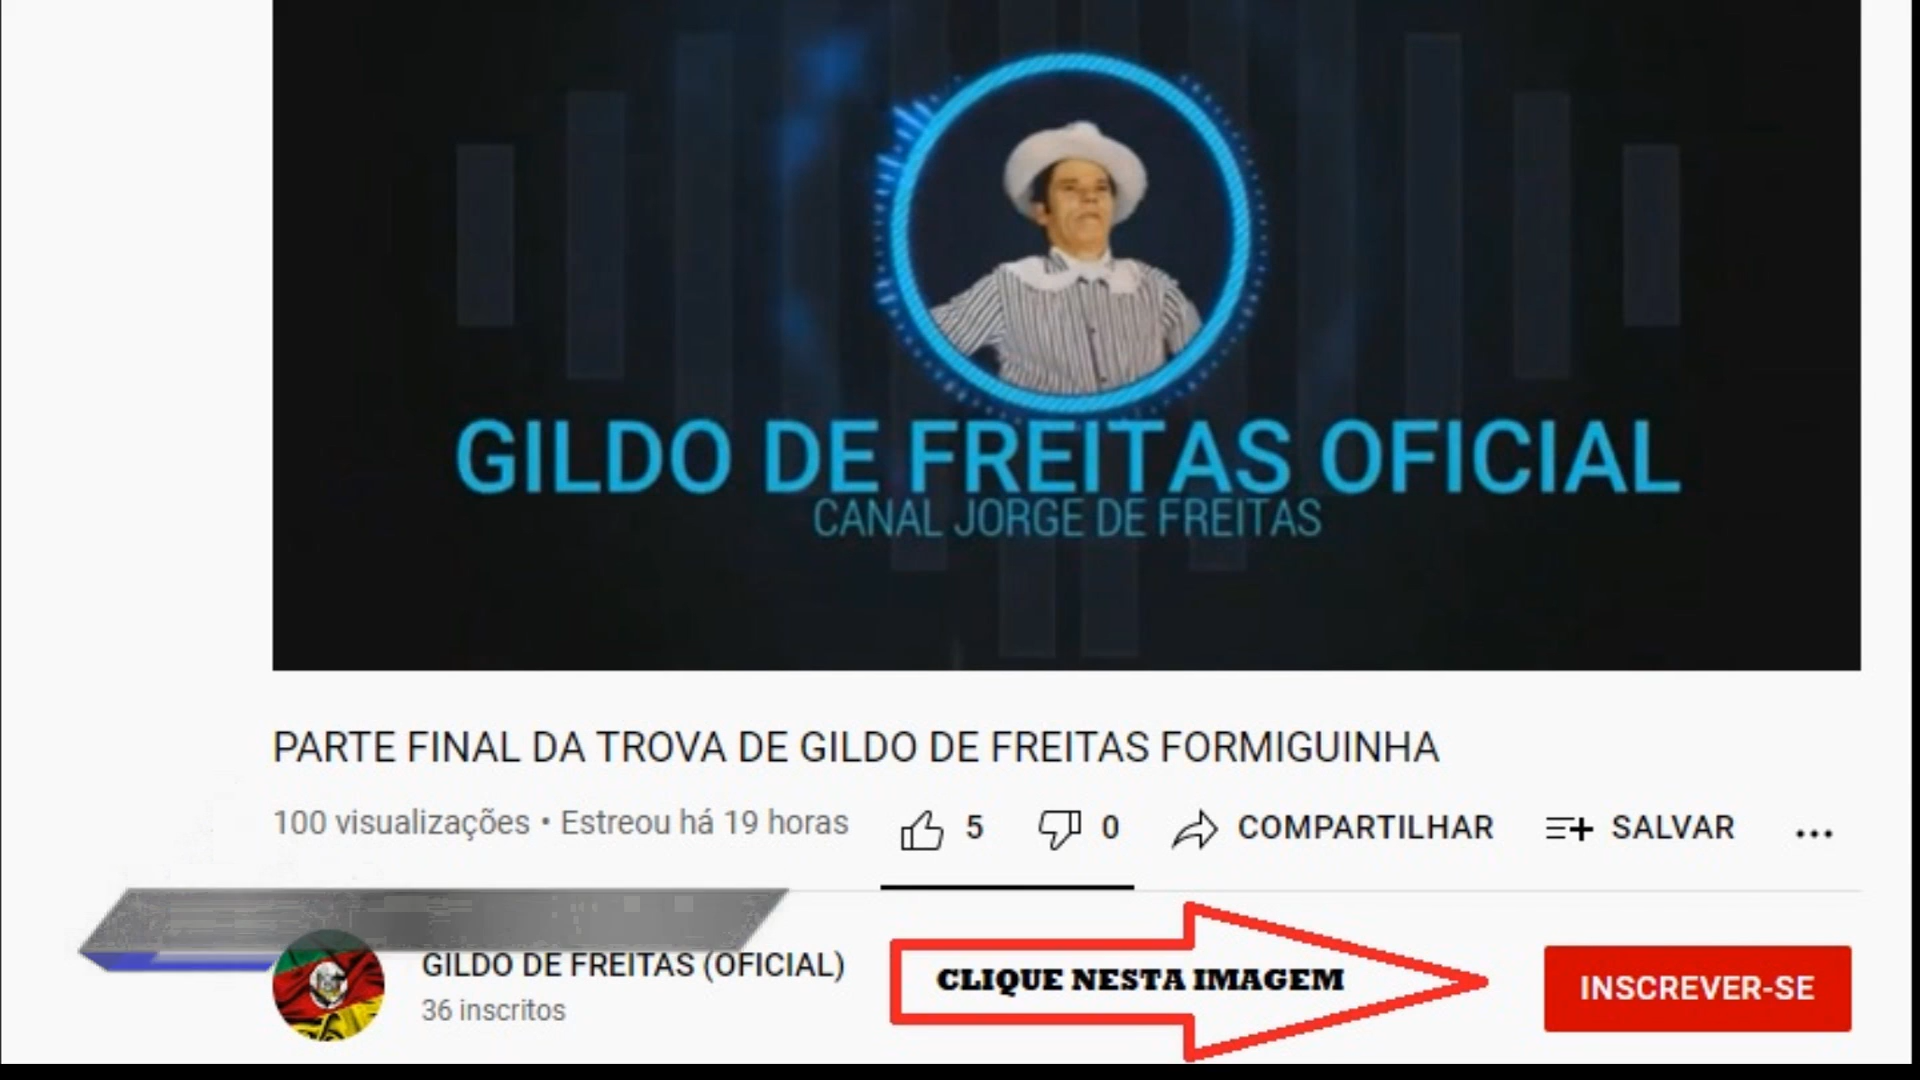 GILDO DE FREITAS OFICIAL
CANAL JORGE DE FREITAS
PARTE FINAL DA TROVA DE GILDO DE FREITAS FORMIGUINHA
100 visualizações • Estreou há 19 horas 5 0 COMPARTILHAR SALVAR ...
GILDO DE FREITAS (OFICIAL)
36 inscritos
CLIQUE NESTA IMAGEM
INSCREVER-SE